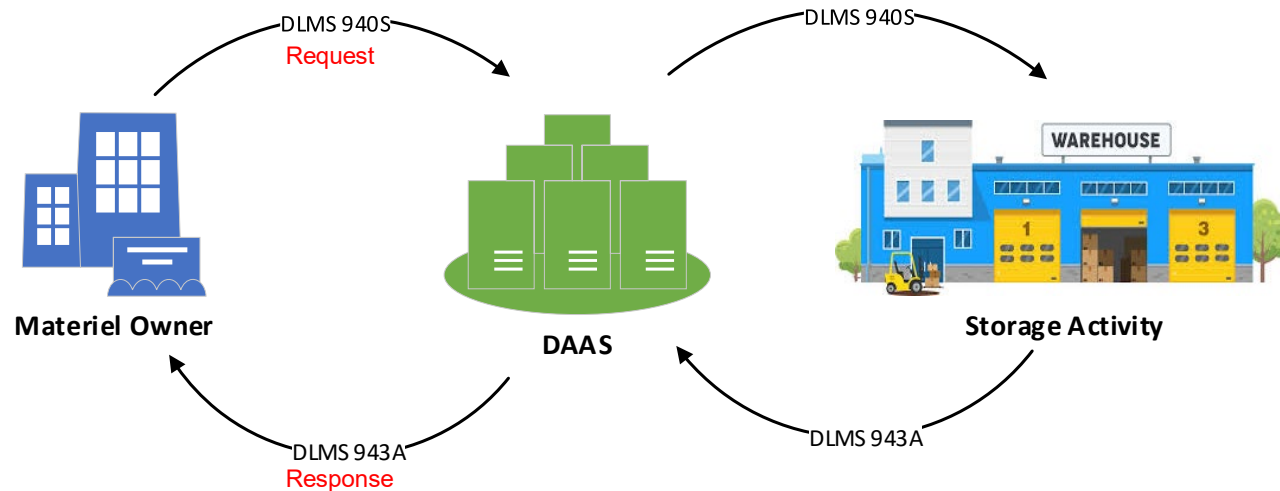 DLMS 940S
Request
DLMS 940S
WAREHOUSE
1
3
Materiel Owner
DAAS
Storage Activity
DLMS 943A
Response
DLMS 943A